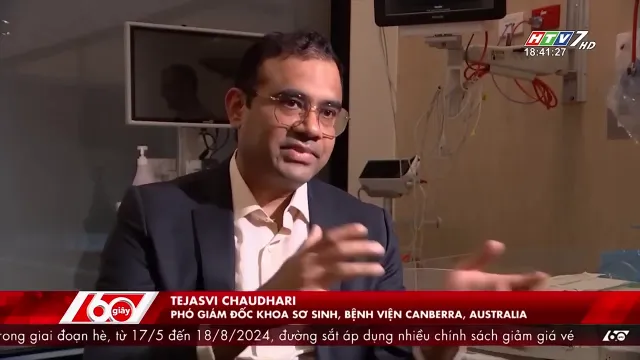 HTV7 HD
18:41:27
60 giây
TEJASVI CHAUDHARI
PHÓ GIÁM ĐỐC KHOA SƠ SINH, BỆNH VIỆN CANBERRA, AUSTRALIA
rong giai đoạn hè, từ 17/5 đến 18/8/2024, đường sắt áp dụng nhiều chính sách giảm giá vé
60